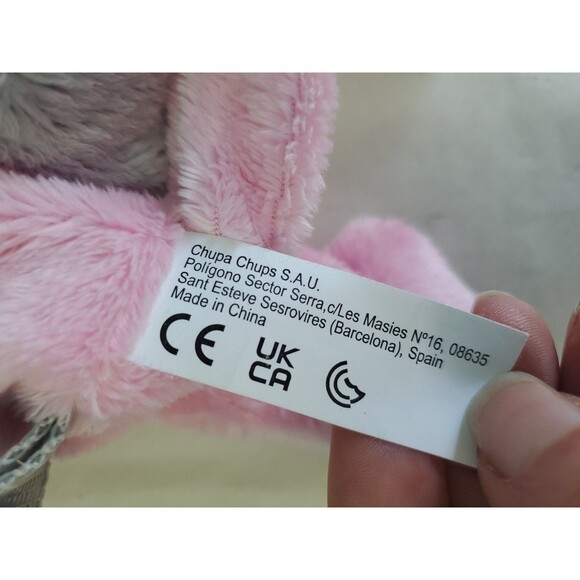 Chupa Chups S.A.U.
Polígono Sector Serra,c/Les Masies Nº16, 08635
Sant Esteve Sesrovires (Barcelona), Spain
Made in China
CE UK
CA